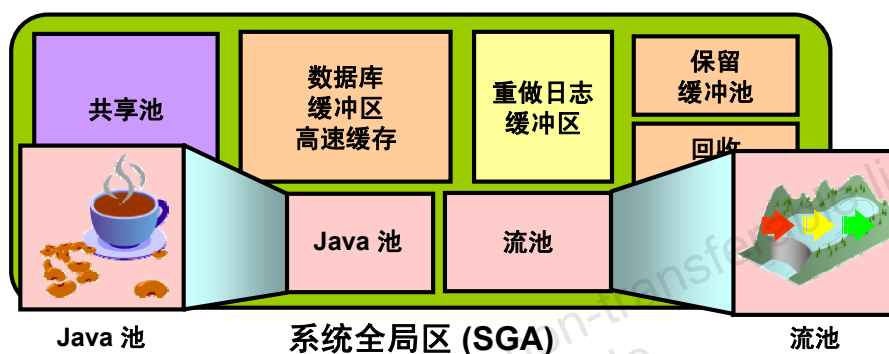 共享池
数据库
缓冲区
高速缓存
重做日志
缓冲区
保留
缓冲池
回收
Java 池
流池
Java 池
系统全局区 (SGA)
流池